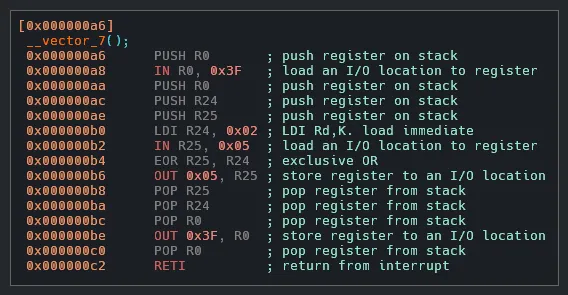 [0x000000a6]
__vector_7();
0x000000a6 PUSH R0 ; push register on stack
0x000000a8 IN R0, 0x3F ; load an I/O location to register
0x000000aa PUSH R0 ; push register on stack
0x000000ac PUSH R24 ; push register on stack
0x000000ae PUSH R25 ; push register on stack
0x000000b0 LDI R24, 0x02 ; LDI Rd,K. load immediate
0x000000b2 IN R25, 0x05 ; load an I/O location to register
0x000000b4 EOR R25, R24 ; exclusive OR
0x000000b6 OUT 0x05, R25 ; store register to an I/O location
0x000000b8 POP R25 ; pop register from stack
0x000000ba POP R24 ; pop register from stack
0x000000bc POP R0 ; pop register from stack
0x000000be OUT 0x3F, R0 ; store register to an I/O location
0x000000c0 POP R0 ; pop register from stack
0x000000c2 RETI ; return from interrupt